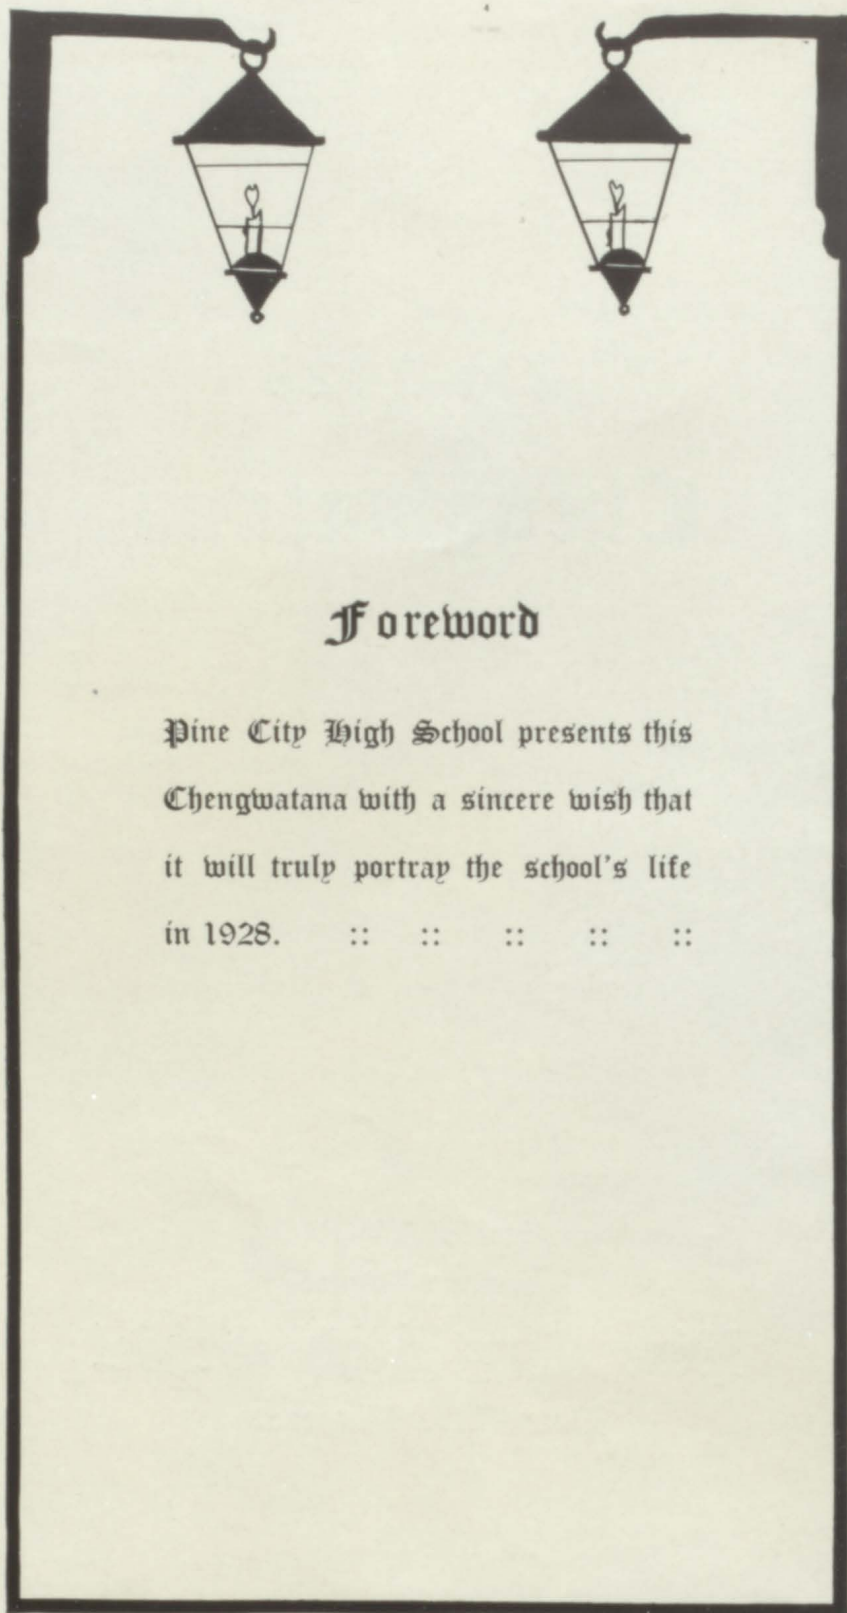 Foreword
Pine City High School presents this
Chengwatana with a sincere wish that
it will truly portray the school's life
in 1928. :: :: :: :: ::